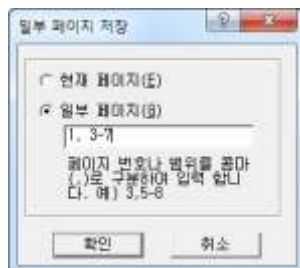 일부 페이지 저장
현재 페이지(E)
일부 페이지(B)
1, 3-7
페이지 번호나 범위를 콤마
(,)로 구분하여 입력 합니
다. 예) 3,5-8
확인
취소